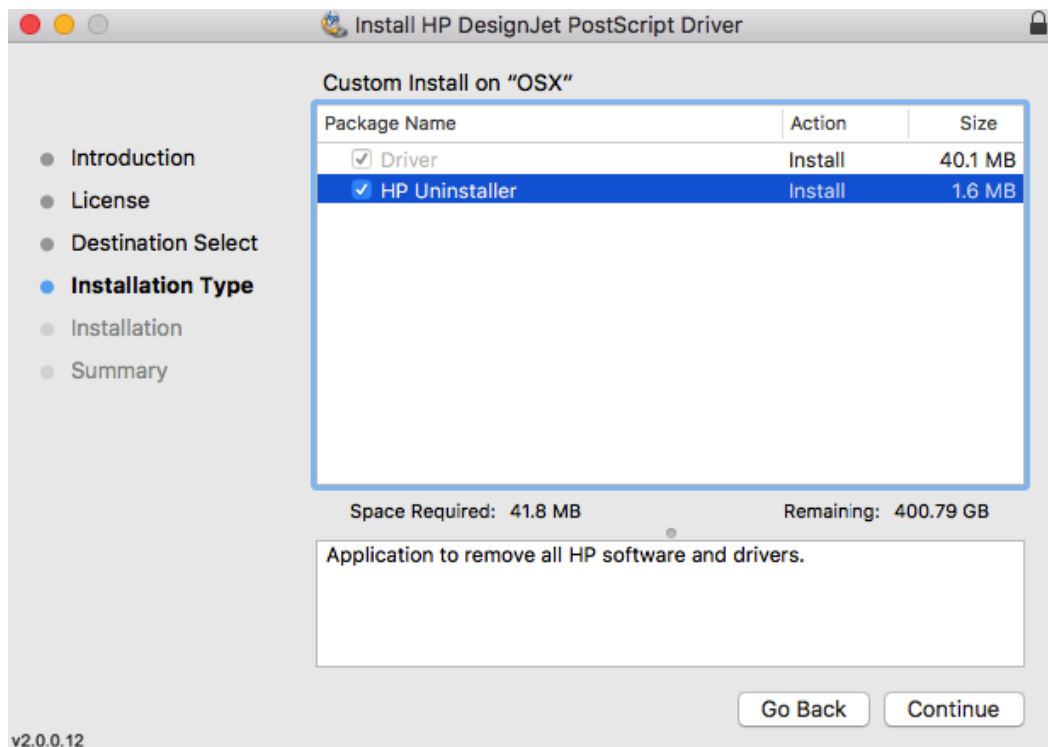 Install HP DesignJet PostScript Driver
Custom Install on “OSX”
Introduction
License
Destination Select
Installation Type
Installation
Summary
Package Name Action Size
Driver Install 40.1 MB
HP Uninstaller Install 1.6 MB
Space Required: 41.8 MB Remaining: 400.79 GB
Application to remove all HP software and drivers.
Go Back Continue
v2.0.0.12